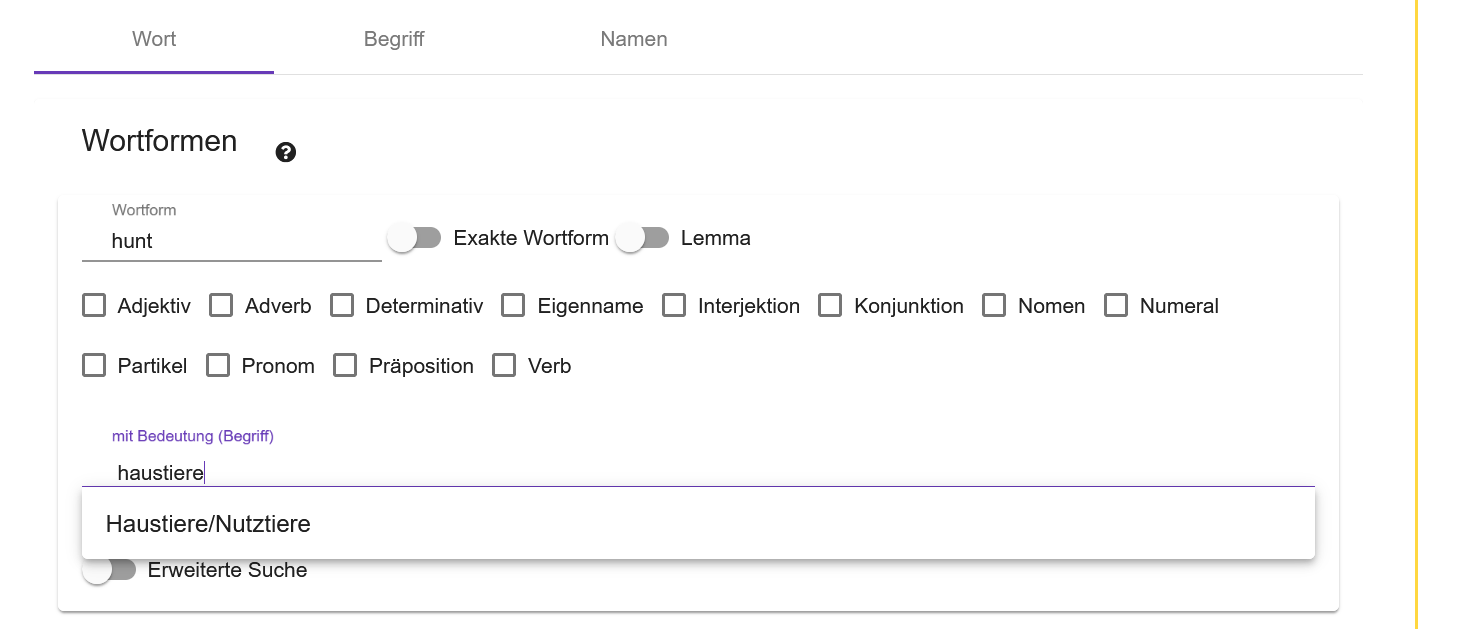 Wort Begriff Namen
Wortformen
Wortform
hunt Exakte Wortform Lemma
Adjektiv Adverb Determinativ Eigenname Interjektion Konjunktion Nomen Numeral
Partikel Pronom Präposition Verb
mit Bedeutung (Begriff)
haustiere
Haustiere/Nutztiere
Erweiterte Suche